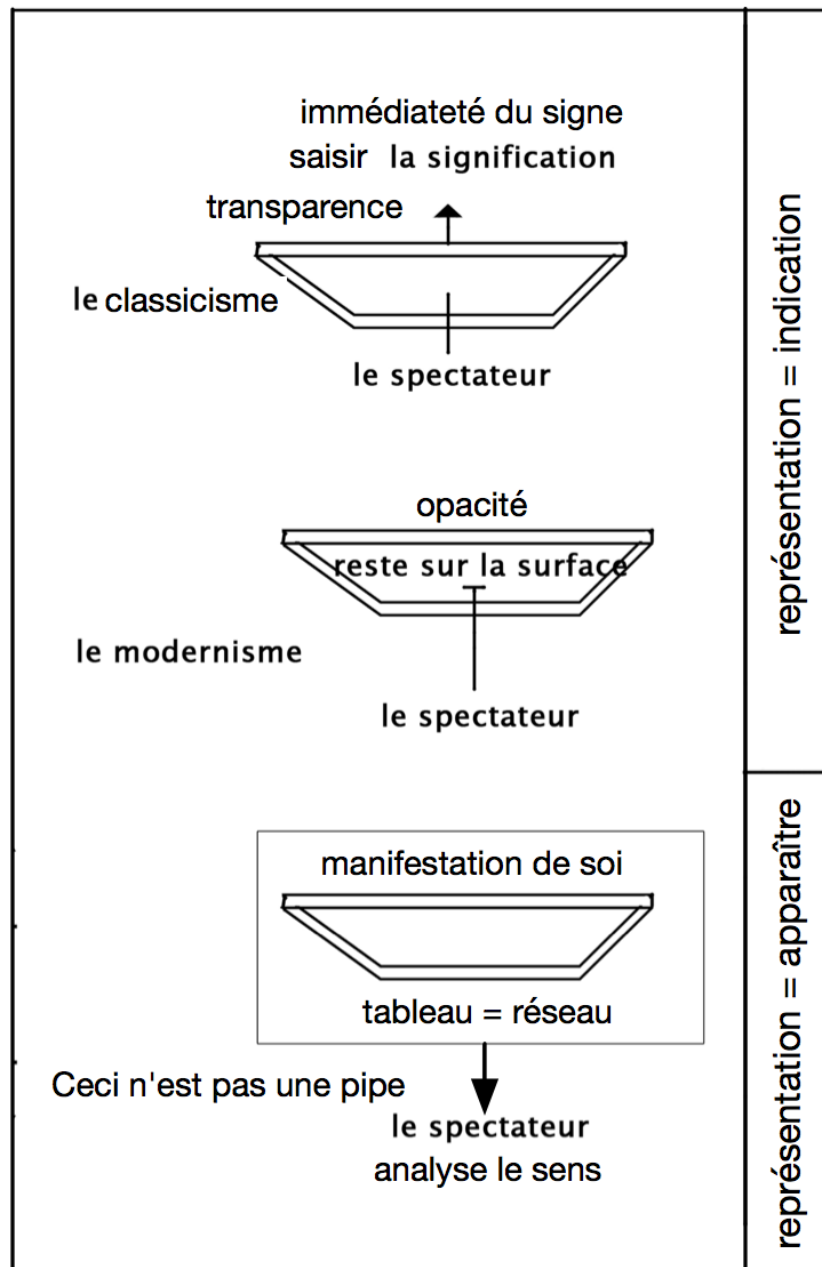 immédiateté du signe
saisir la signification
transparence
le classicisme
le spectateur
opacité
reste sur la surface
le modernisme
le spectateur
représentation = indication
manifestation de soi
tableau = réseau
Ceci n'est pas une pipe
le spectateur
analyse le sens
représentation = apparaître